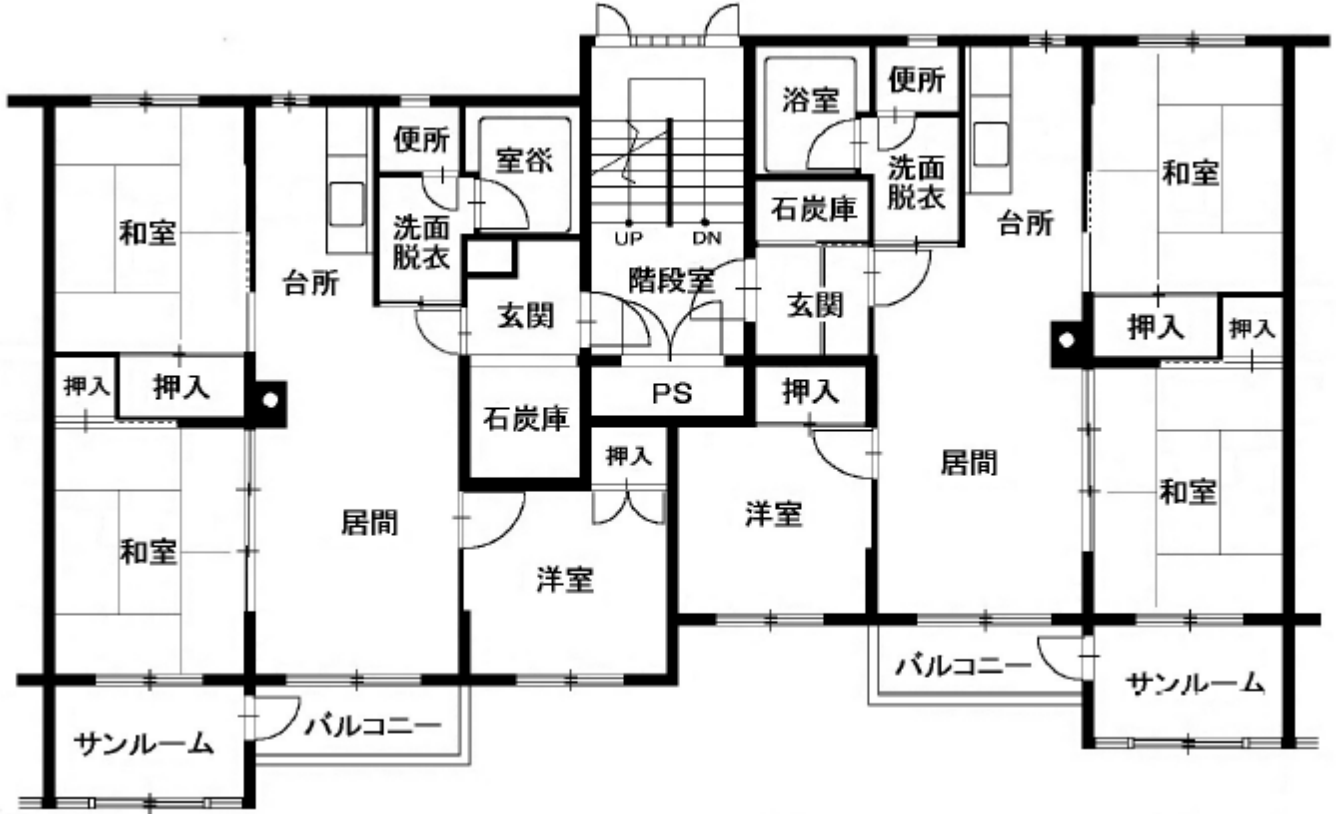 便所
浴室
便所
便所
室谷
洗面
脱衣
和室
石炭庫
和室
洗面
脱衣
台所
UP
DN
台所
階段室
玄関
玄関
押入
押入
押入
押入
PS
押入
石炭庫
押入
居間
和室
居間
洋室
和室
洋室
バルコニー
サンルーム
サンルーム
バルコニー